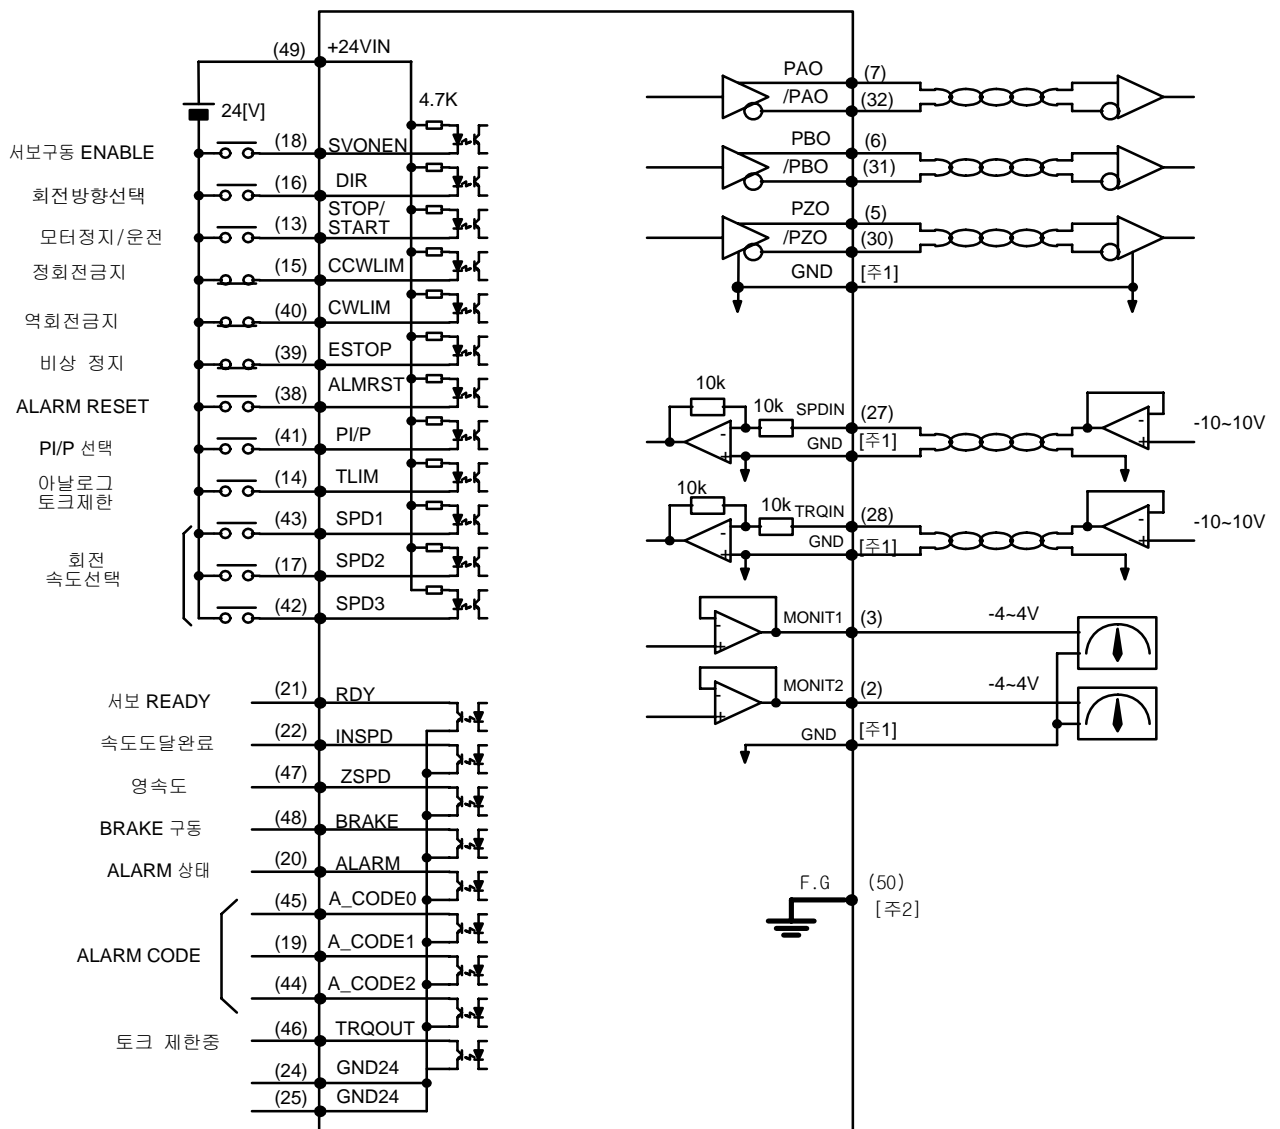 (49) +24VIN
24[V]
4.7K
서보구동 ENABLE (18) SVONEN
회전방향선택 (16) DIR
모터정지/운전 (13) STOP/
START
정회전금지 (15) CCWLIM
역회전금지 (40) CWLIM
비상 정지 (39) ESTOP
ALARM RESET (38) ALMRST
PI/P 선택 (41) PI/P
아날로그
토크제한 (14) TLIM
회전
속도선택
(43) SPD1
(17) SPD2
(42) SPD3
서보 READY (21) RDY
속도도달완료 (22) INSPD
영속도 (47) ZSPD
BRAKE 구동 (48) BRAKE
ALARM 상태 (20) ALARM
ALARM CODE
(45) A_CODE0
(19) A_CODE1
(44) A_CODE2
토크 제한중 (46) TRQOUT
(24) GND24
(25) GND24
PAO (7)
/PAO (32)
PBO (6)
/PBO (31)
PZO (5)
/PZO (30)
GND [주1]
10k
10k SPDIN (27)
GND [주1]
- + - +
-10~10V
10k
10k TRQIN (28)
GND [주1]
- + - +
-10~10V
MONIT1 (3) -4~4V
- +
MONIT2 (2) -4~4V
- +
GND [주1]
F.G (50)
[주2]